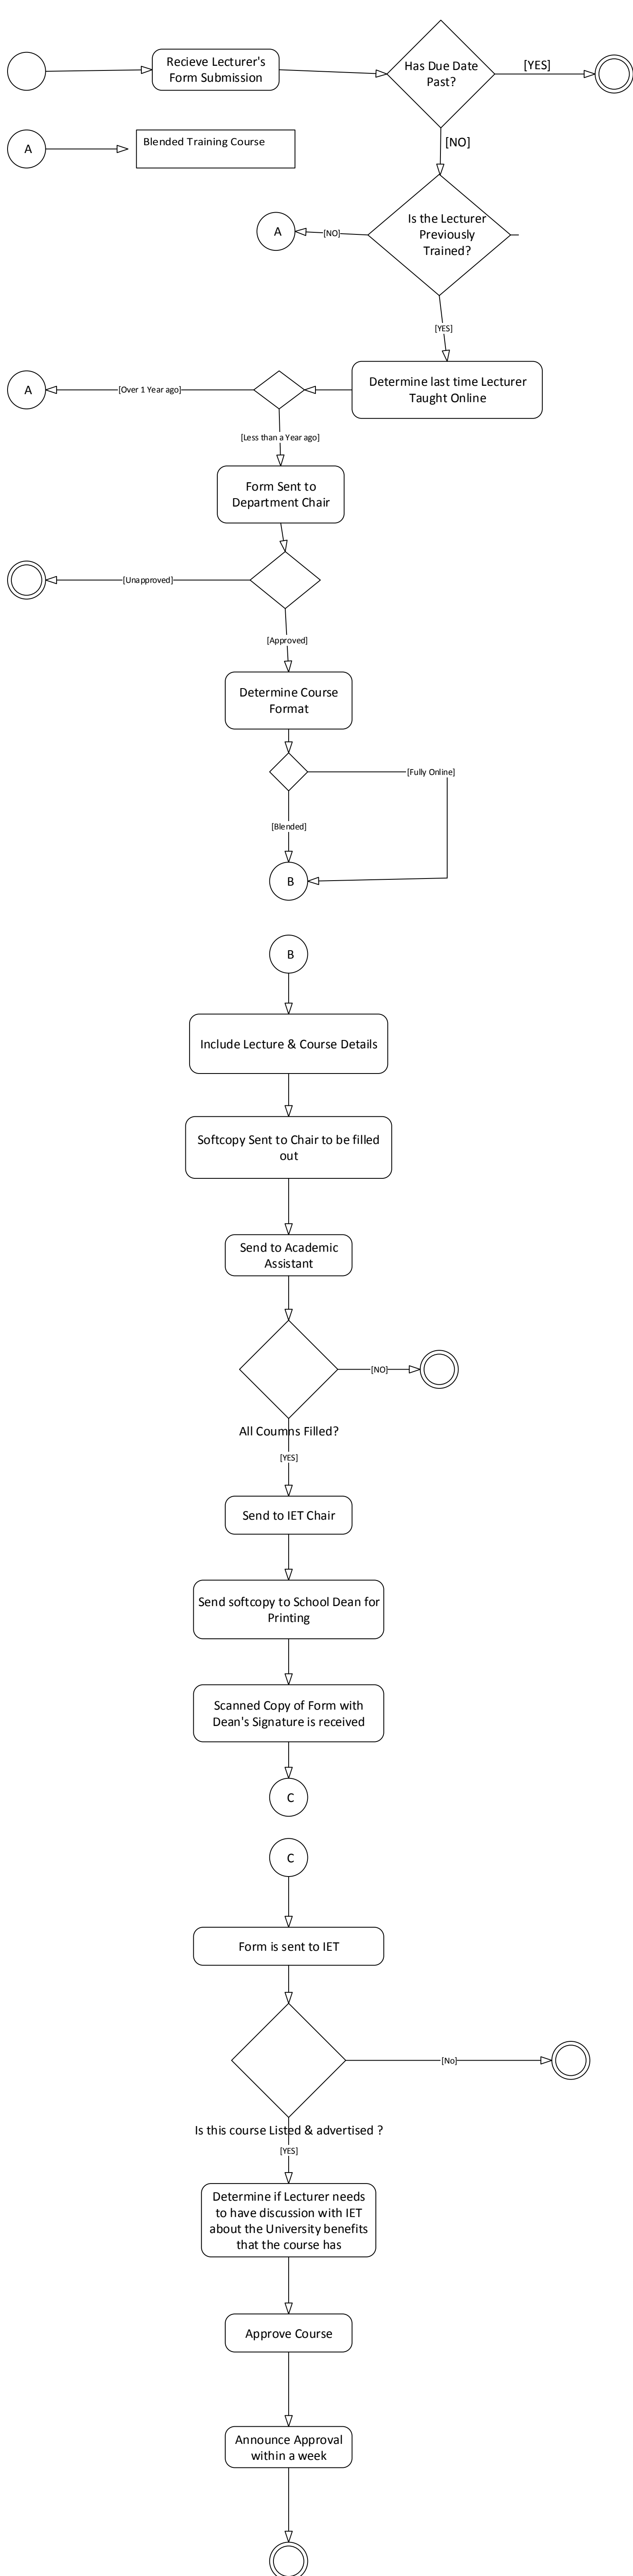 Recieve Lecturer's
Form Submission
Has Due Date
Past?
[YES]
[NO]
A
Blended Training Course
Is the Lecturer
Previously
Trained?
[NO]
A
[YES]
Determine last time Lecturer
Taught Online
[Over 1 Year ago]
A
[Less than a Year ago]
Form Sent to
Department Chair
[Unapproved]
[Approved]
Determine Course
Format
[Fully Online]
[Blended]
B
B
Include Lecture & Course Details
Softcopy Sent to Chair to be filled
out
Send to Academic
Assistant
[NO]
All Coumns Filled?
[YES]
Send to IET Chair
Send softcopy to School Dean for
Printing
Scanned Copy of Form with
Dean's Signature is received
C
C
Form is sent to IET
[No]
Is this course Listed & advertised ?
[YES]
Determine if Lecturer needs
to have discussion with IET
about the University benefits
that the course has
Approve Course
Announce Approval
within a week